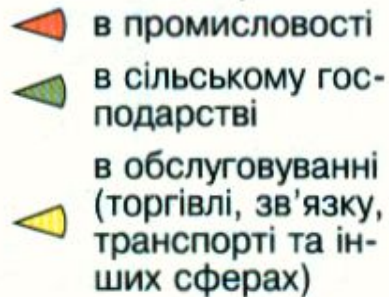 в промисловості
в сільському гос-
подарстві
в обслуговуванні
(торгівлі, зв'язку,
транспорті та ін-
ших сферах)